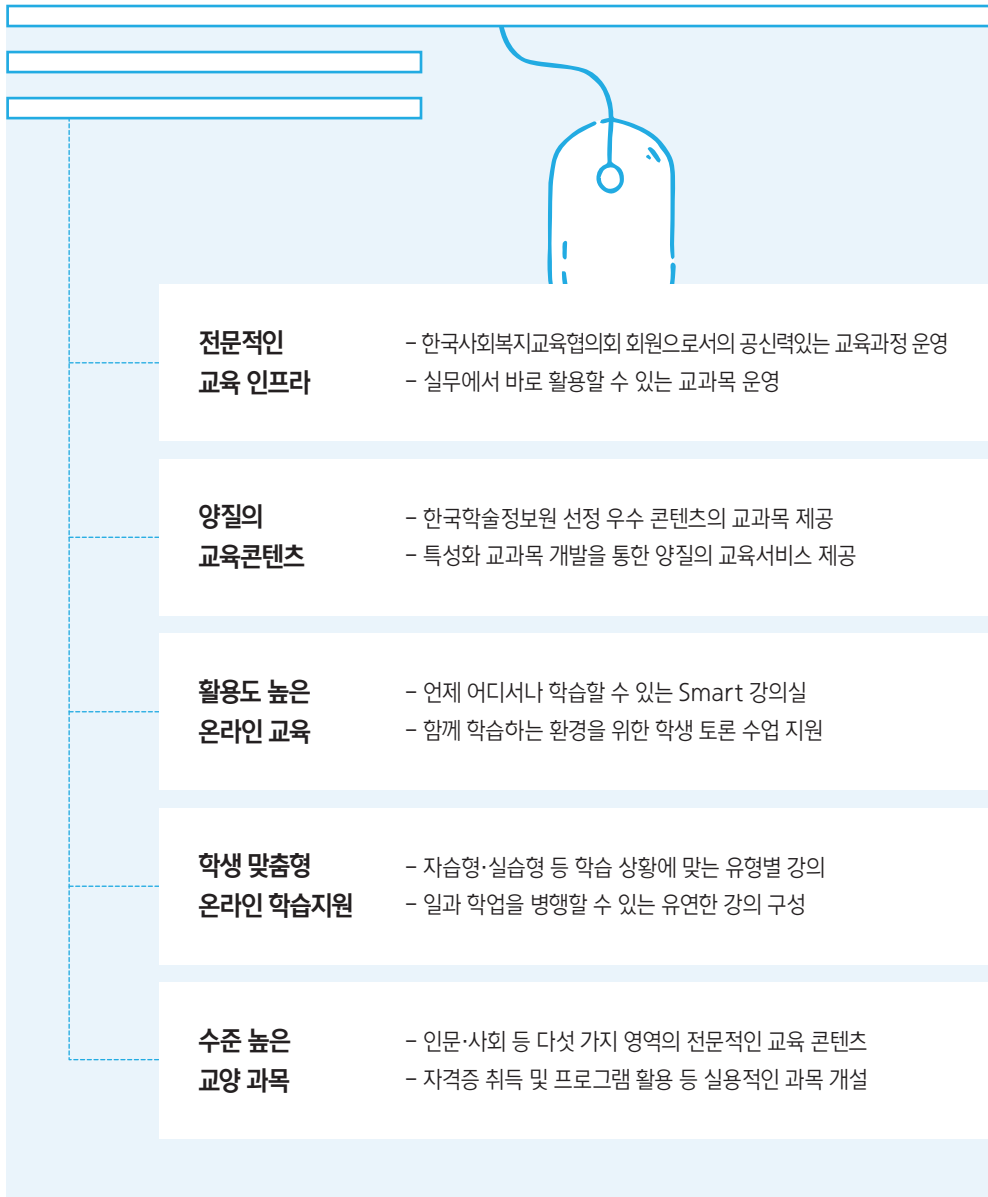 전문적인
교육 인프라
– 한국사회복지교육협의회 회원으로서의 공신력있는 교육과정 운영
– 실무에서 바로 활용할 수 있는 교과목 운영
양질의
교육콘텐츠
– 한국학술정보원 선정 우수 콘텐츠의 교과목 제공
– 특성화 교과목 개발을 통한 양질의 교육서비스 제공
활용도 높은
온라인 교육
– 언제 어디서나 학습할 수 있는 Smart 강의실
– 함께 학습하는 환경을 위한 학생 토론 수업 지원
학생 맞춤형
온라인 학습지원
– 자습형·실습형 등 학습 상황에 맞는 유형별 강의
– 일과 학업을 병행할 수 있는 유연한 강의 구성
수준 높은
교양 과목
– 인문·사회 등 다섯 가지 영역의 전문적인 교육 콘텐츠
– 자격증 취득 및 프로그램 활용 등 실용적인 과목 개설